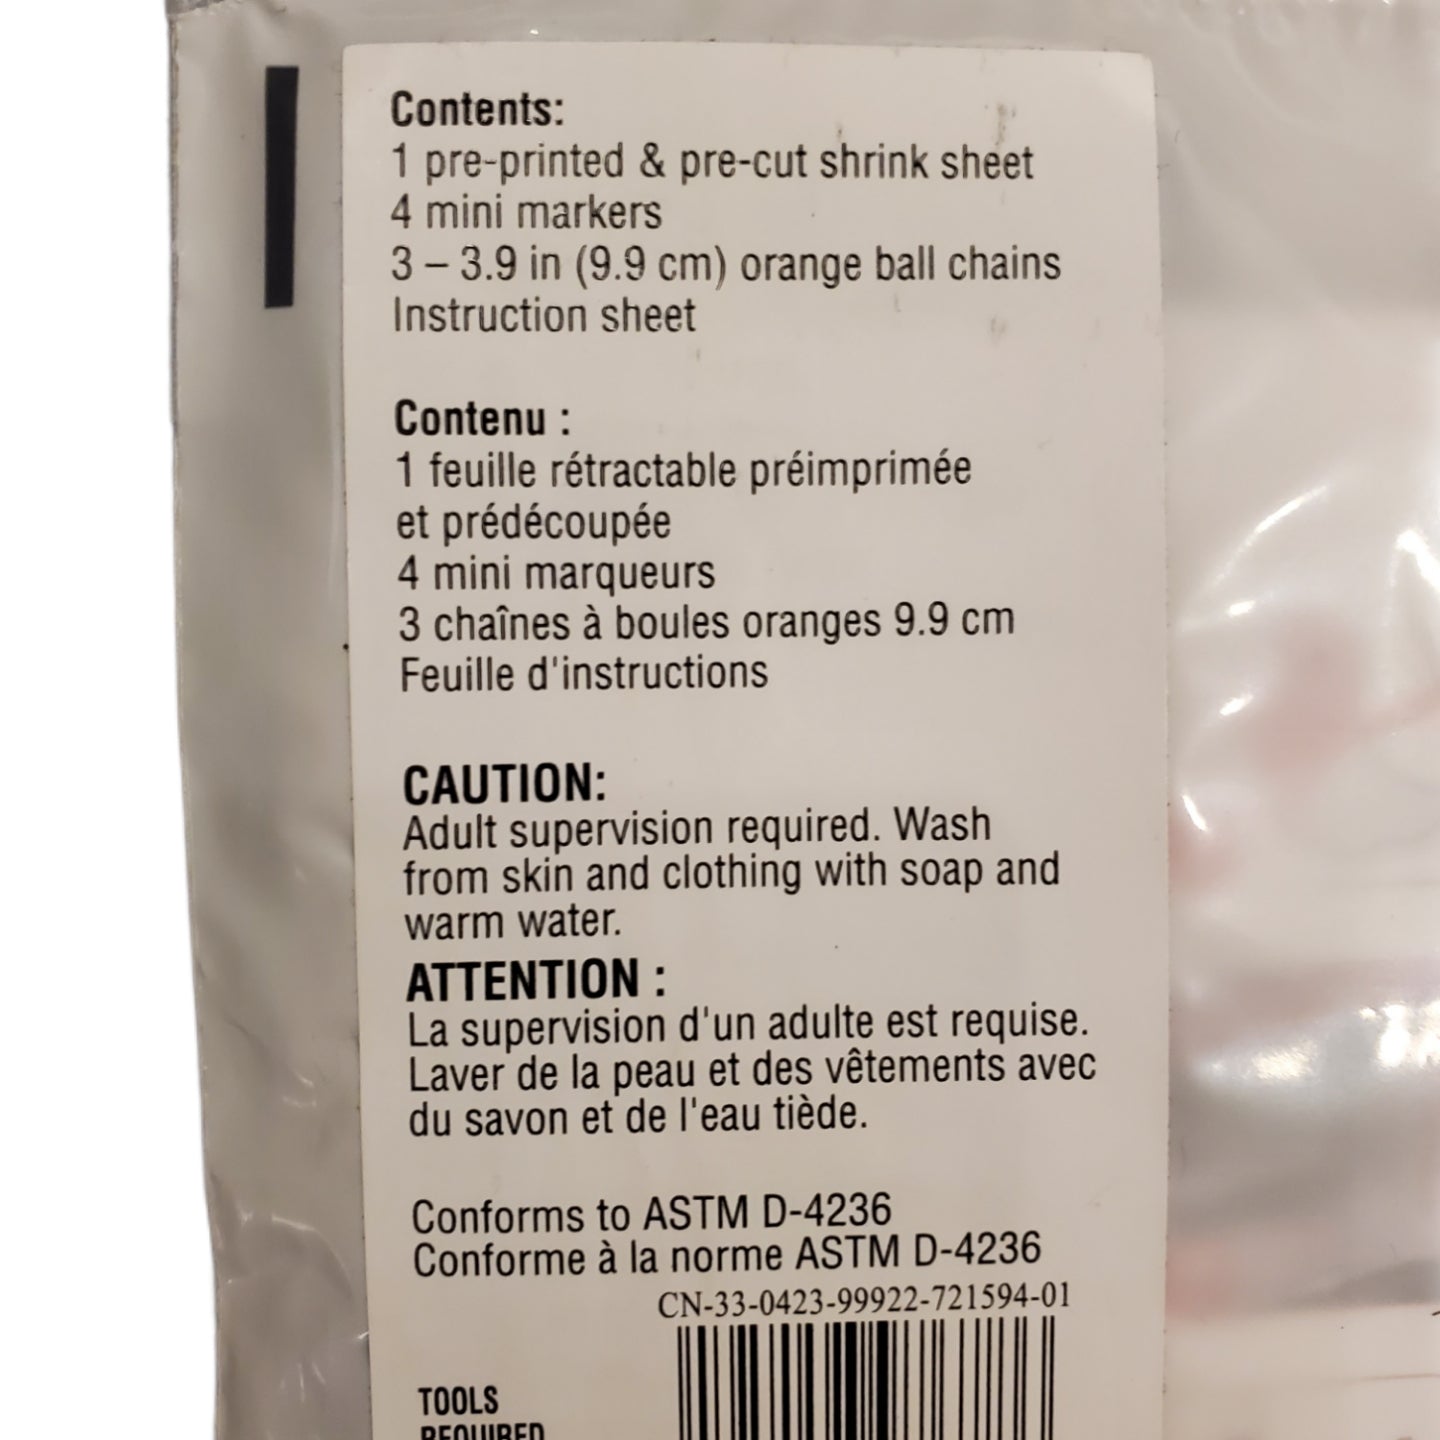 Contents:
1 pre-printed & pre-cut shrink sheet
4 mini markers
3 – 3.9 in (9.9 cm) orange ball chains
Instruction sheet
Contenu :
1 feuille rétractable préimprimée
et prédécoupée
4 mini marqueurs
3 chaînes à boules oranges 9.9 cm
Feuille d'instructions
CAUTION:
Adult supervision required. Wash
from skin and clothing with soap and
warm water.
ATTENTION :
La supervision d'un adulte est requise.
Laver de la peau et des vêtements avec
du savon et de l'eau tiède.
Conforms to ASTM D-4236
Conforme à la norme ASTM D-4236
CN-33-0423-99922-721594-01
TOOLS
REQUIRED